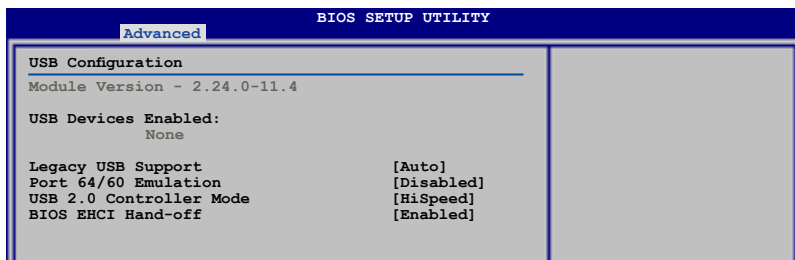 BIOS SETUP UTILITY
Advanced
USB Configuration
Module Version - 2.24.0-11.4
USB Devices Enabled:
None
Legacy USB Support [Auto]
Port 64/60 Emulation [Disabled]
USB 2.0 Controller Mode [HiSpeed]
BIOS EHCI Hand-off [Enabled]